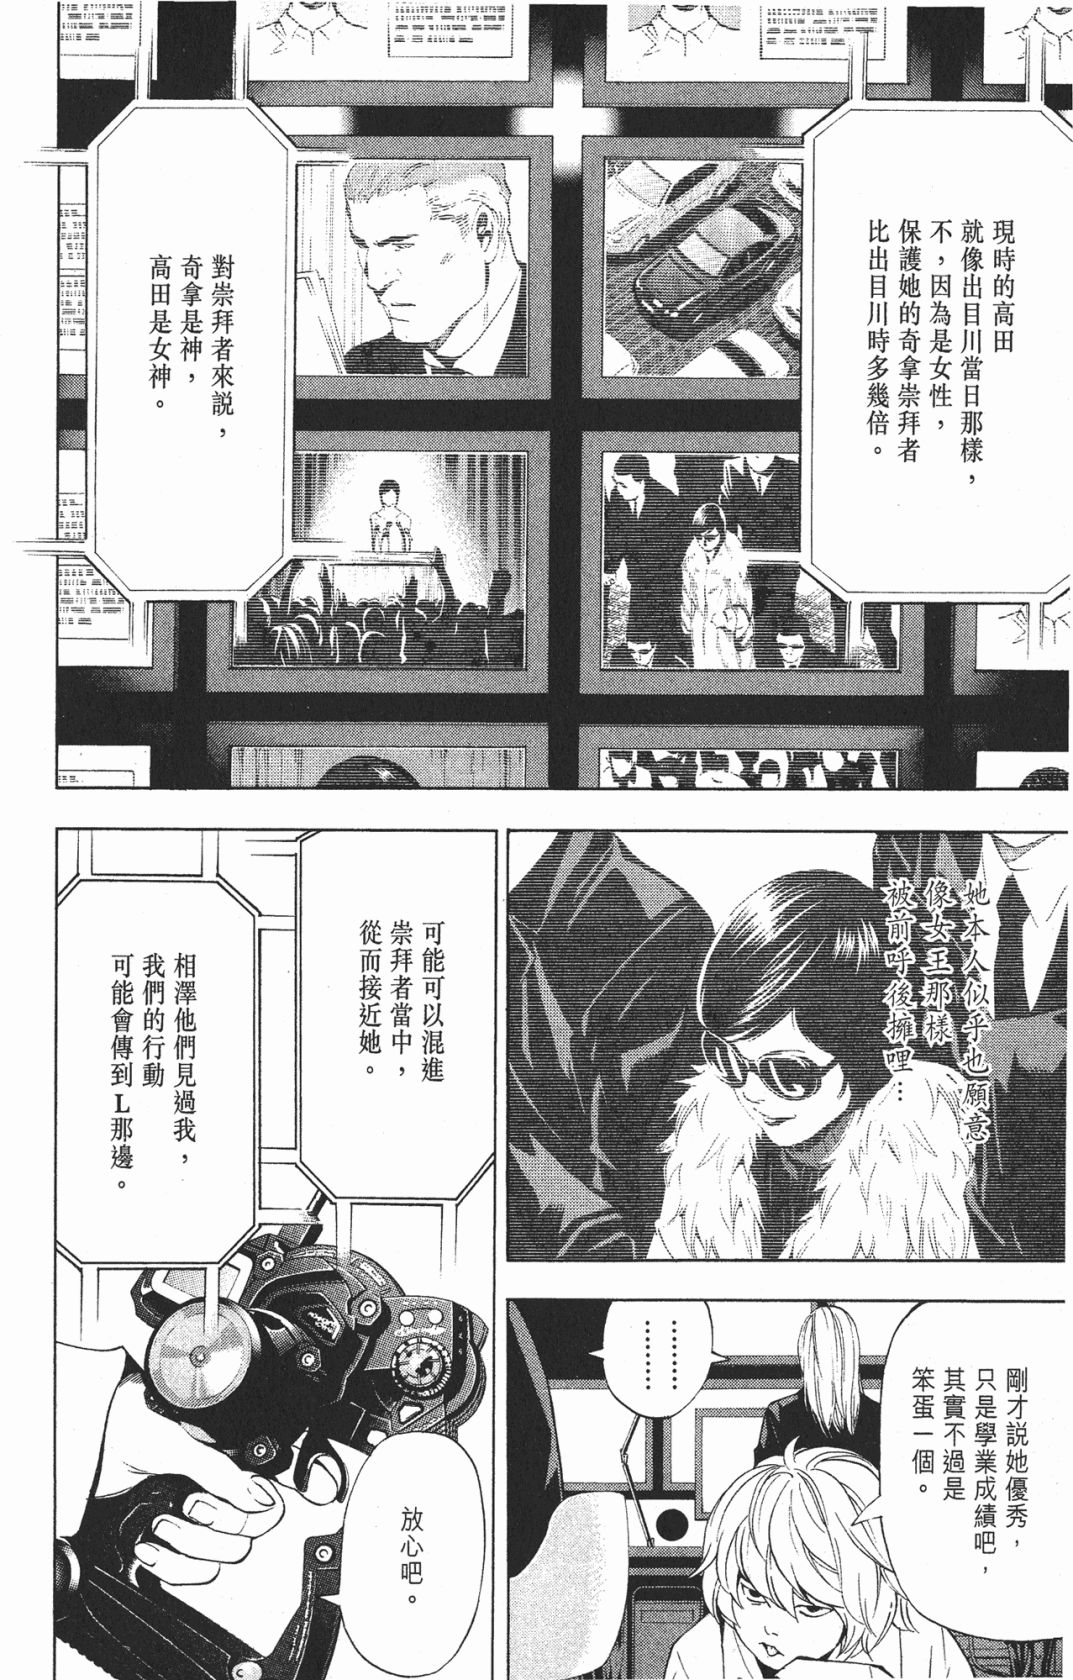 現時的高田
就像出目川當日那樣，
不，因為是女性，
保護她的奇拿崇拜者
比出目川時多幾倍。
對崇拜者來說，
奇拿是神，
高田是女神。
她本人似乎也願意
像女王那樣
被前呼後擁哩…
剛才說她優秀，
只是學業成績吧，
其實不過是
笨蛋一個。
…………
…………
可能可以混進
崇拜者當中，
從而接近她。
相澤他們見過我，
我們的行動
可能會傳到L那邊。
放心吧。